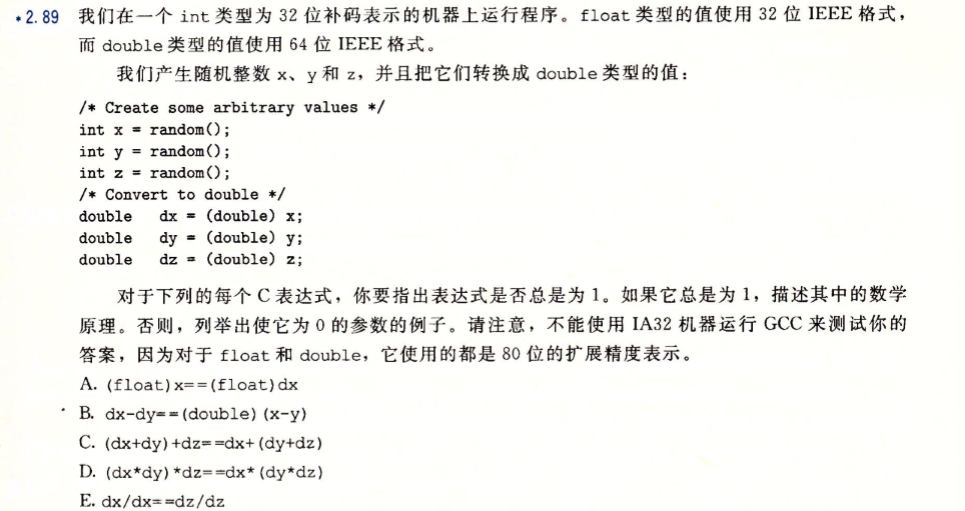 *2.89 我们在一个 int 类型为 32 位补码表示的机器上运行程序。float 类型的值使用 32 位 IEEE 格式，
而 double 类型的值使用 64 位 IEEE 格式。
我们产生随机整数 x、y 和 z，并且把它们转换成 double 类型的值：
/* Create some arbitrary values */
int x = random();
int y = random();
int z = random();
/* Convert to double */
double   dx = (double) x;
double   dy = (double) y;
double   dz = (double) z;
对于下列的每个 C 表达式，你要指出表达式是否总是为 1。如果它总是为 1，描述其中的数学
原理。否则，列举出使它为 0 的参数的例子。请注意，不能使用 IA32 机器运行 GCC 来测试你的
答案，因为对于 float 和 double，它使用的都是 80 位的扩展精度表示。
A. (float)x==(float)dx
B. dx-dy==(double)(x-y)
C. (dx+dy)+dz==dx+(dy+dz)
D. (dx*dy)*dz==dx*(dy*dz)
E. dx/dx==dz/dz